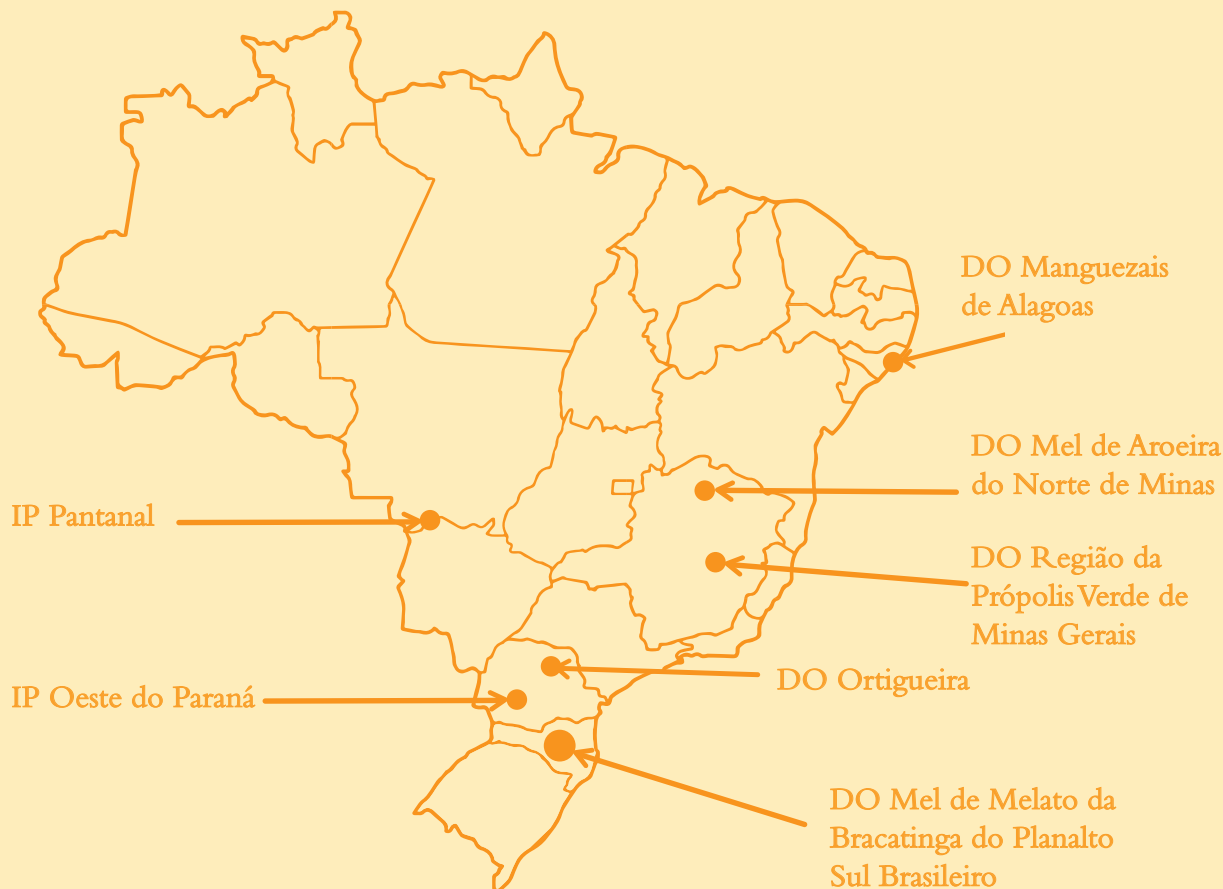 DO Manguezais
de Alagoas
DO Mel de Aroeira
do Norte de Minas
IP Pantanal
DO Região da
Própolis Verde de
Minas Gerais
DO Ortigueira
IP Oeste do Paraná
DO Mel de Melato da
Bracatinga do Planalto
Sul Brasileiro